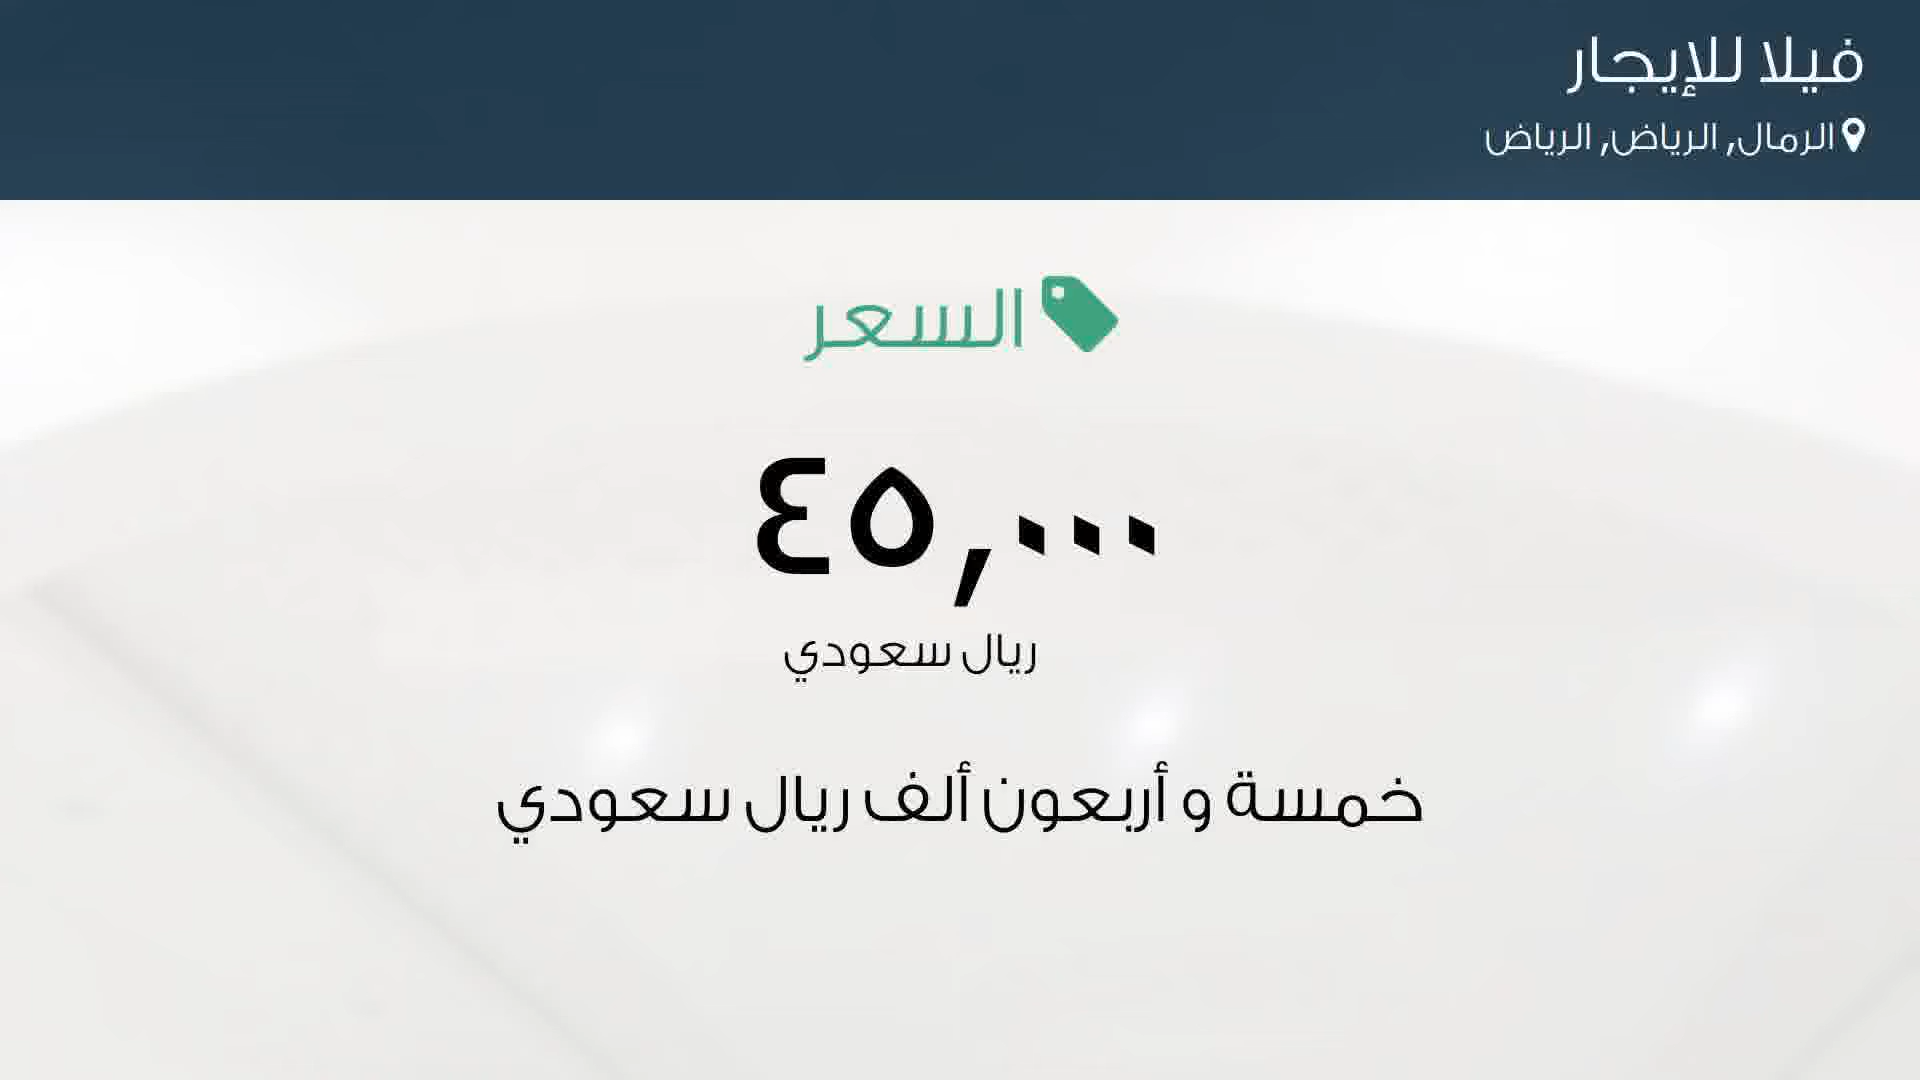 فيلا للإيجار
الرمال, الرياض, الرياض
السعر
٤٥,٠٠٠
ريال سعودي
خمسة و أربعون ألف ريال سعودي